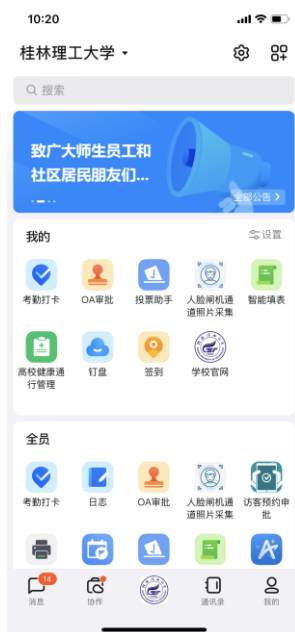 10:20
桂林理工大学
搜索
致广大师生员工和
社区居民朋友们...
全部公告 >
我的
设置
考勤打卡 OA审批 投票助手 人脸闸机通道照片采集 智能填表
高校健康通行管理 钉盘 签到 学校官网
全员
考勤打卡 日志 OA审批 人脸闸机通道照片采集 访客预约申批
14
消息 协作 通讯录 我的